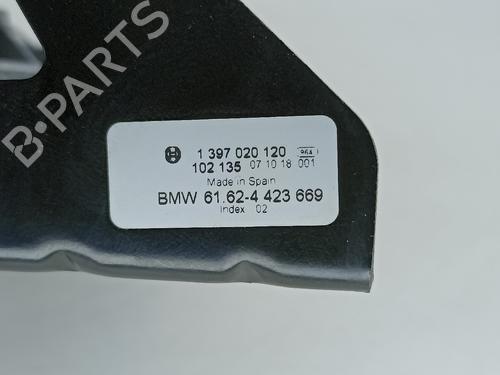 B-PARTS
1 397 020 120 964
102 135 07 10 18 001
Made in Spain
BMW 61.62-4 423 669
Index 02